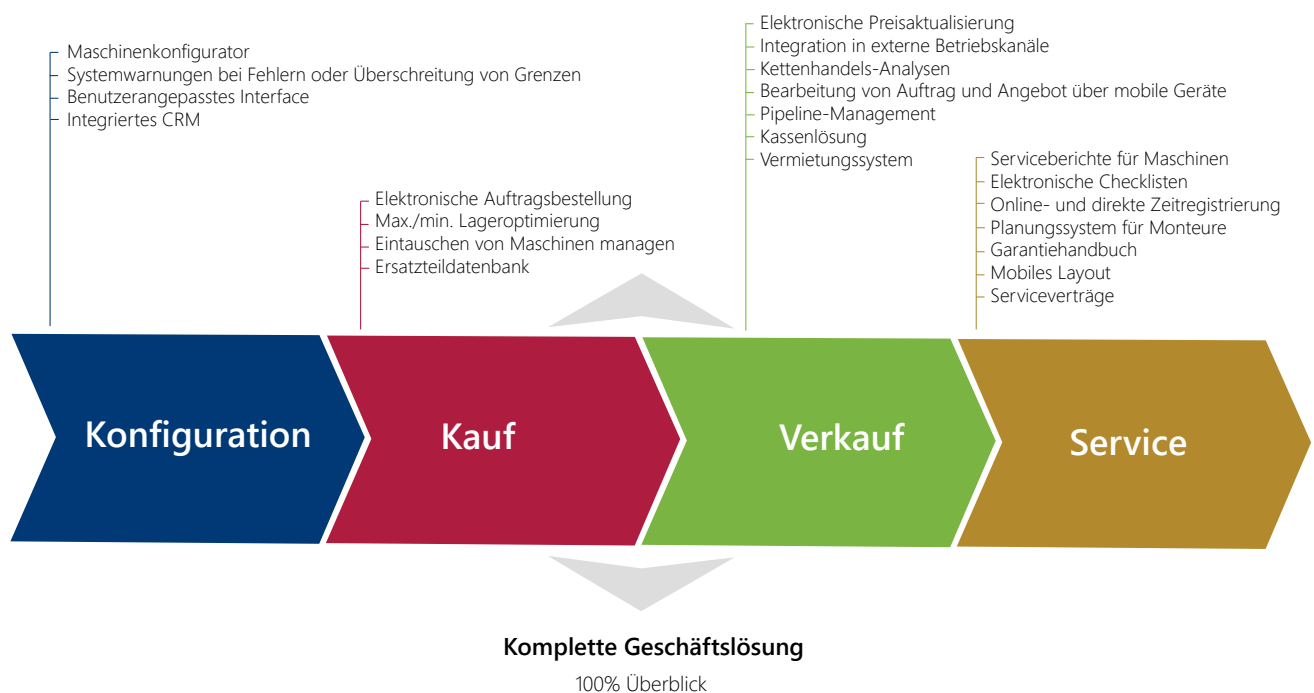 Maschinenkonfigurator
Systemwarnungen bei Fehlern oder Überschreitung von Grenzen
Benutzerangepasstes Interface
Integriertes CRM
Elektronische Auftragsbestellung
Max./min. Lageroptimierung
Eintauschen von Maschinen managen
Ersatzteildatenbank
Elektronische Preisaktualisierung
Integration in externe Betriebskanäle
Kettenhandels-Analysen
Bearbeitung von Auftrag und Angebot über mobile Geräte
Pipeline-Management
Kassenlösung
Vermietungssystem
Serviceberichte für Maschinen
Elektronische Checklisten
Online- und direkte Zeitregistrierung
Planungssystem für Monteure
Garantiehandbuch
Mobiles Layout
Serviceverträge
Konfiguration
Kauf
Verkauf
Service
Komplette Geschäftslösung
100% Überblick